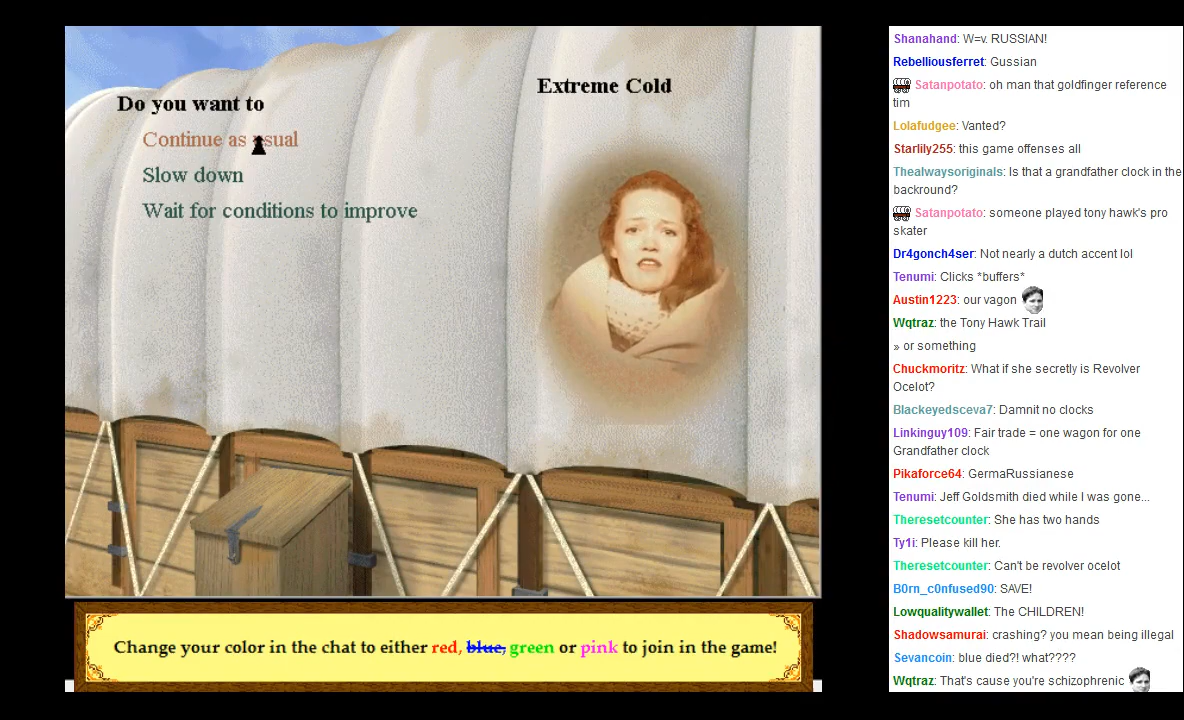 Extreme Cold
Do you want to
Continue as usual
Slow down
Wait for conditions to improve
Change your color in the chat to either red, blue, green or pink to join in the game!
Shanahand: W=v. RUSSIAN!
Rebelliousferret: Gussian
Satanpotato: oh man that goldfinger reference
tim
Lolafudgee: Vanted?
Starlily255: this game offenses all
Thealwaysoriginals: Is that a grandfather clock in the
backround?
Satanpotato: someone played tony hawk's pro
skater
Dr4gonch4ser: Not nearly a dutch accent lol
Tenumi: Clicks *buffers*
Austin1223: our vagon
Wqtraz: the Tony Hawk Trail
» or something
Chuckmoritz: What if she secretly is Revolver
Ocelot?
Blackeyedsceva7: Damnit no clocks
Linkinguy109: Fair trade = one wagon for one
Grandfather clock
Pikaforce64: GermaRussianese
Tenumi: Jeff Goldsmith died while I was gone...
Theresetcounter: She has two hands
Ty1i: Please kill her.
Theresetcounter: Can't be revolver ocelot
B0rn_c0nfused90: SAVE!
Lowqualitywallet: The CHILDREN!
Shadowsamurai: crashing? you mean being illegal
Sevancoin: blue died?! what????
Wqtraz: That's cause you're schizophrenic